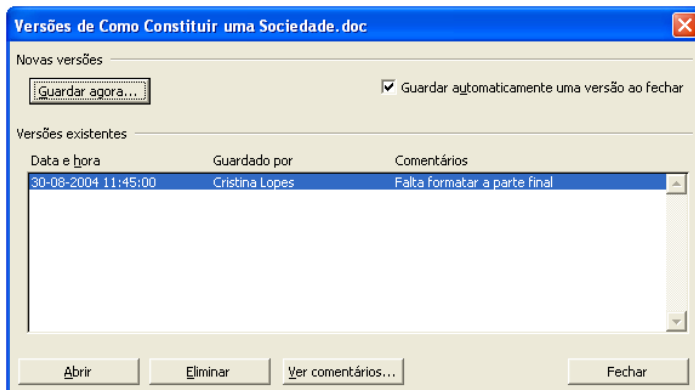 Versões de Como Constituir uma Sociedade.doc
Novas versões
Guardar agora...
Guardar automaticamente uma versão ao fechar
Versões existentes
Data e hora Guardado por Comentários
30-08-2004 11:45:00 Cristina Lopes Falta formatar a parte final
Abrir Eliminar Ver comentários... Fechar